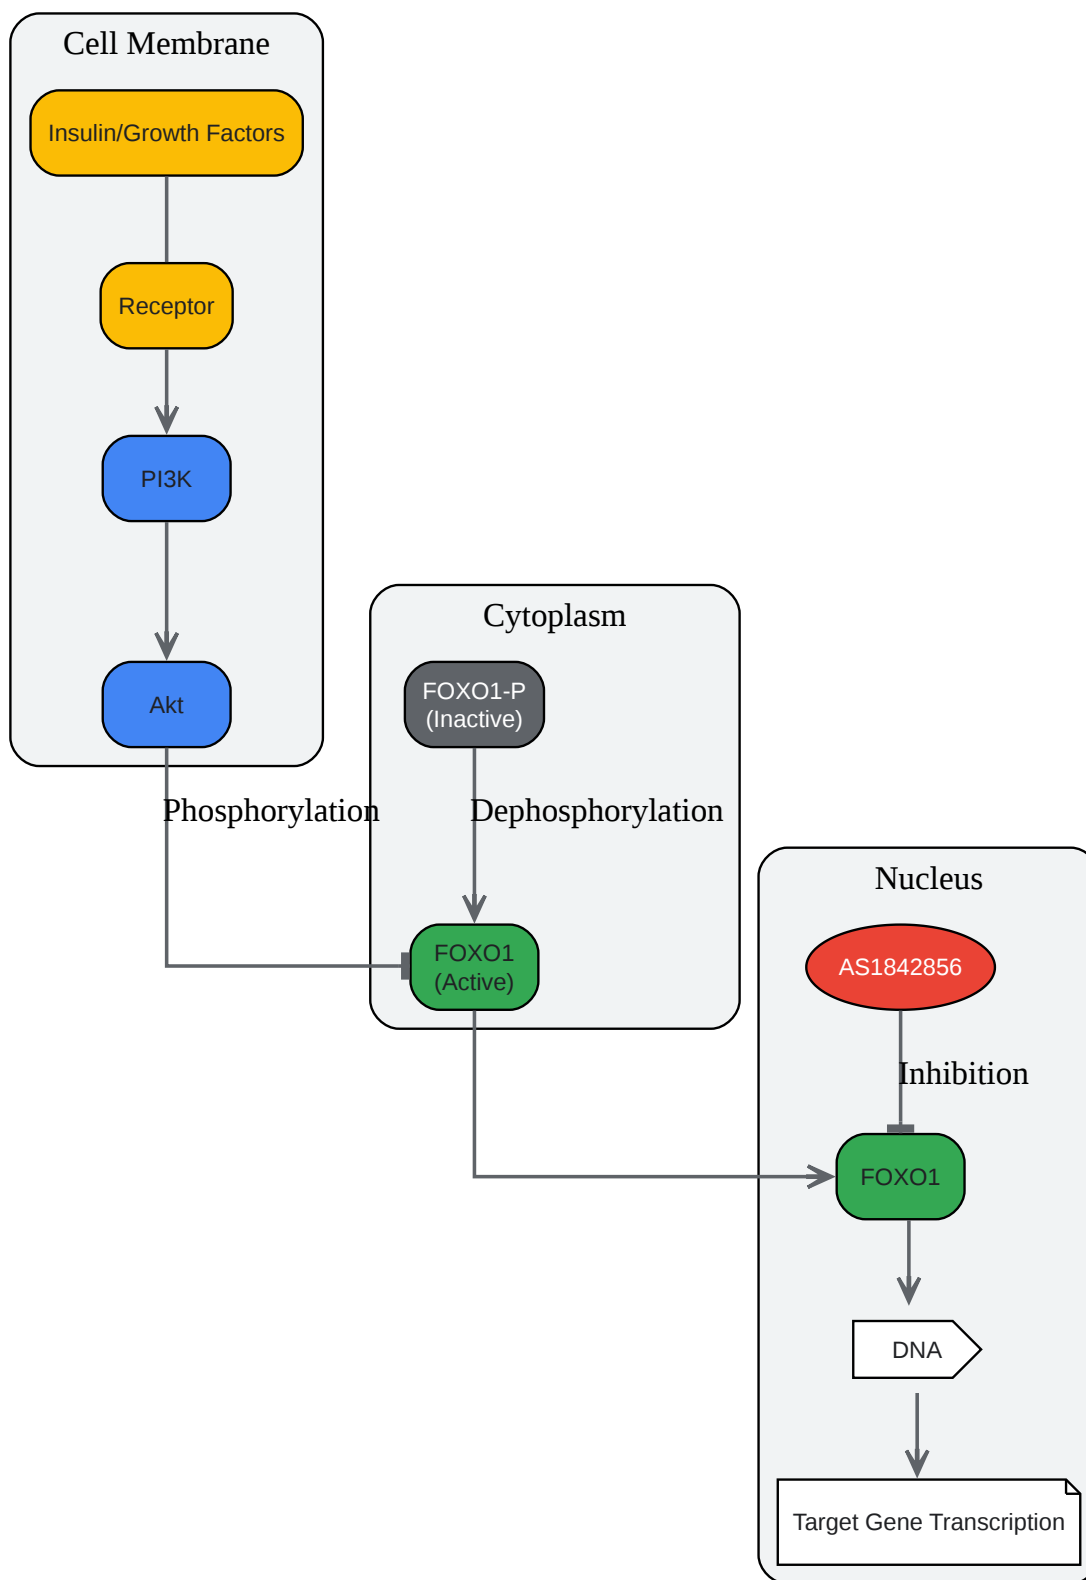 Cell Membrane
Insulin/Growth Factors
Receptor
PI3K
Akt
Phosphorylation
Cytoplasm
FOXO1-P
(Inactive)
Dephosphorylation
FOXO1
(Active)
Nucleus
AS1842856
Inhibition
FOXO1
DNA
Target Gene Transcription